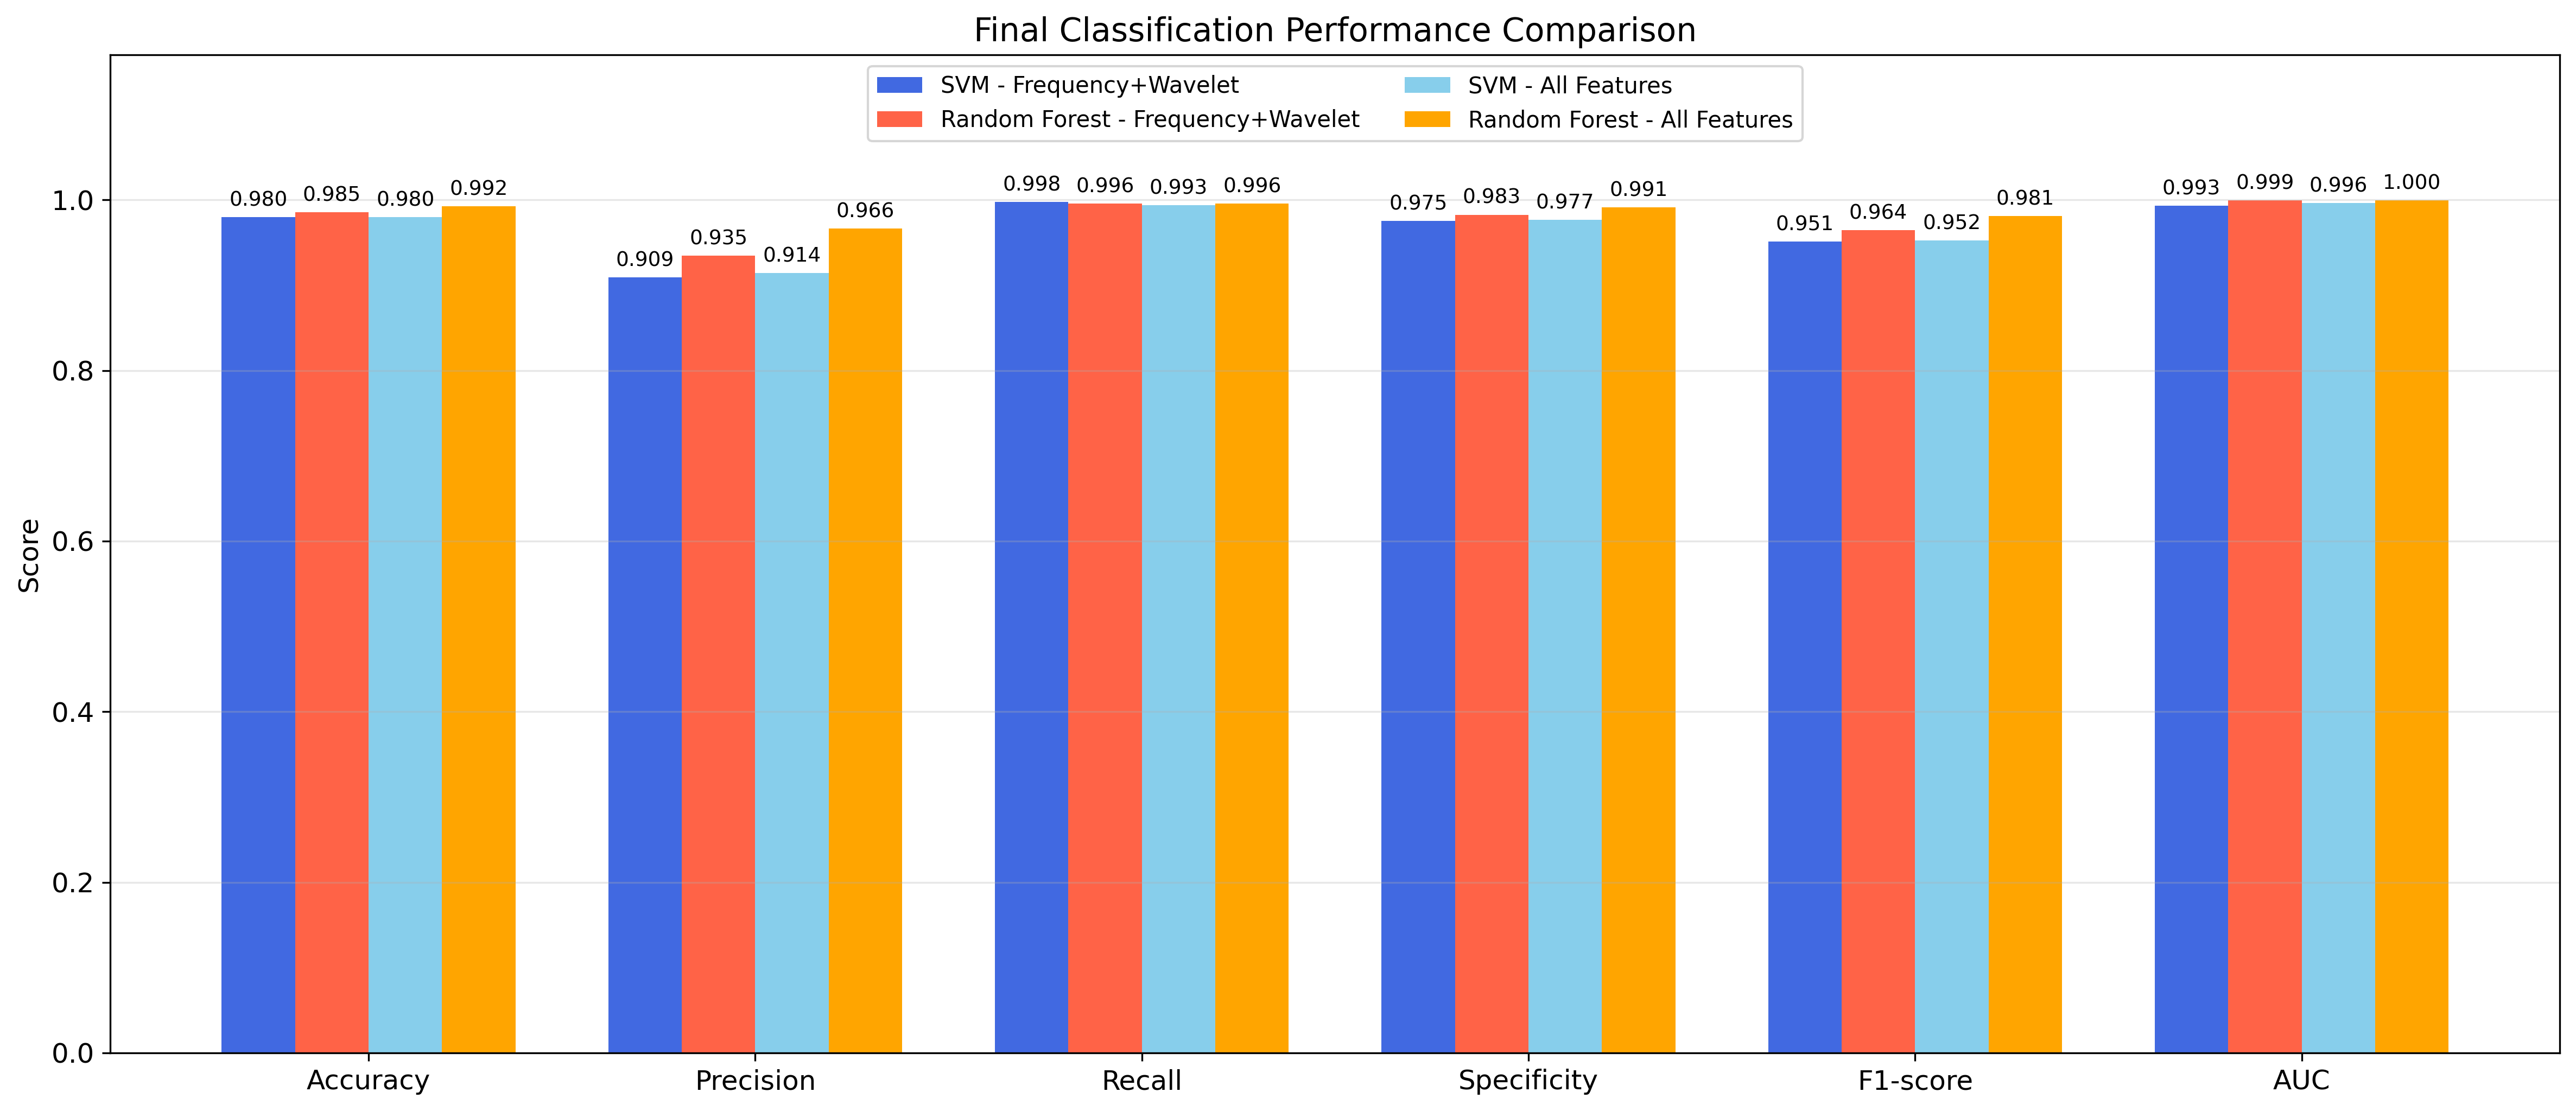 Final Classification Performance Comparison
SVM - Frequency+Wavelet
Random Forest - Frequency+Wavelet
SVM - All Features
Random Forest - All Features
Score
1.0
0.8
0.6
0.4
0.2
0.0
0.980 0.985 0.980 0.992
0.909 0.935 0.914 0.966
0.998 0.996 0.993 0.996
0.975 0.983 0.977 0.991
0.951 0.964 0.952 0.981
0.993 0.999 0.996 1.000
Accuracy Precision Recall Specificity F1-score AUC